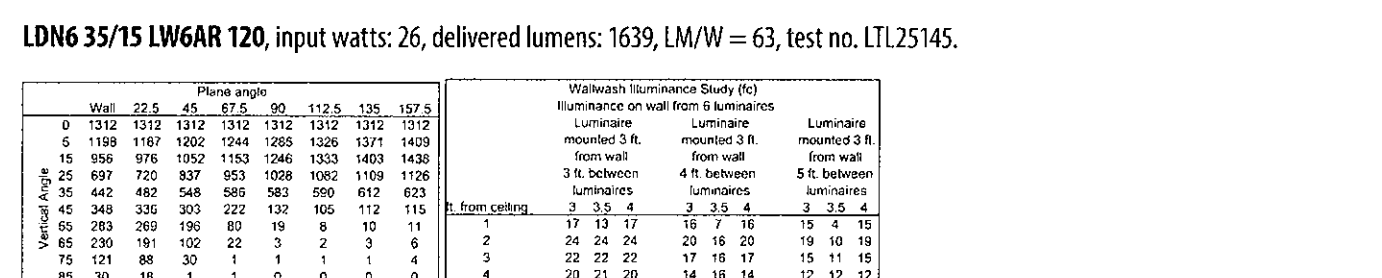 LDN6 35/15 LW6AR 120, input watts: 26, delivered lumens: 1639, LM/W = 63, test no. LTL25145.
Plane angle
Wall 22.5 45 67.5 90 112.5 135 157.5
0 1312 1312 1312 1312 1312 1312 1312 1312
5 1198 1187 1202 1244 1285 1326 1371 1409
15 956 976 1052 1153 1246 1333 1403 1438
25 697 720 837 953 1028 1082 1109 1126
35 442 482 548 586 583 590 612 623
45 348 336 303 222 132 105 112 115
55 263 269 196 80 19 8 10 11
65 230 191 102 22 3 2 3 6
75 121 88 30 1 1 1 1 4
85 30 18 1 1 0 0 0 0
Vertical Angle
Wallwash Illuminance Study (fc)
Illuminance on wall from 6 luminaires
Luminaire Luminaire Luminaire
mounted 3 ft. mounted 3 ft. mounted 3 ft.
from wall from wall from wall
3 ft. between 4 ft. between 5 ft. between
luminaires luminaires luminaires
ft. from ceiling 3 3.5 4 3 3.5 4 3 3.5 4
1 17 13 17 16 7 16 15 4 15
2 24 24 24 20 16 20 19 10 19
3 22 22 22 17 16 17 15 11 15
4 20 21 20 14 16 14 12 12 12